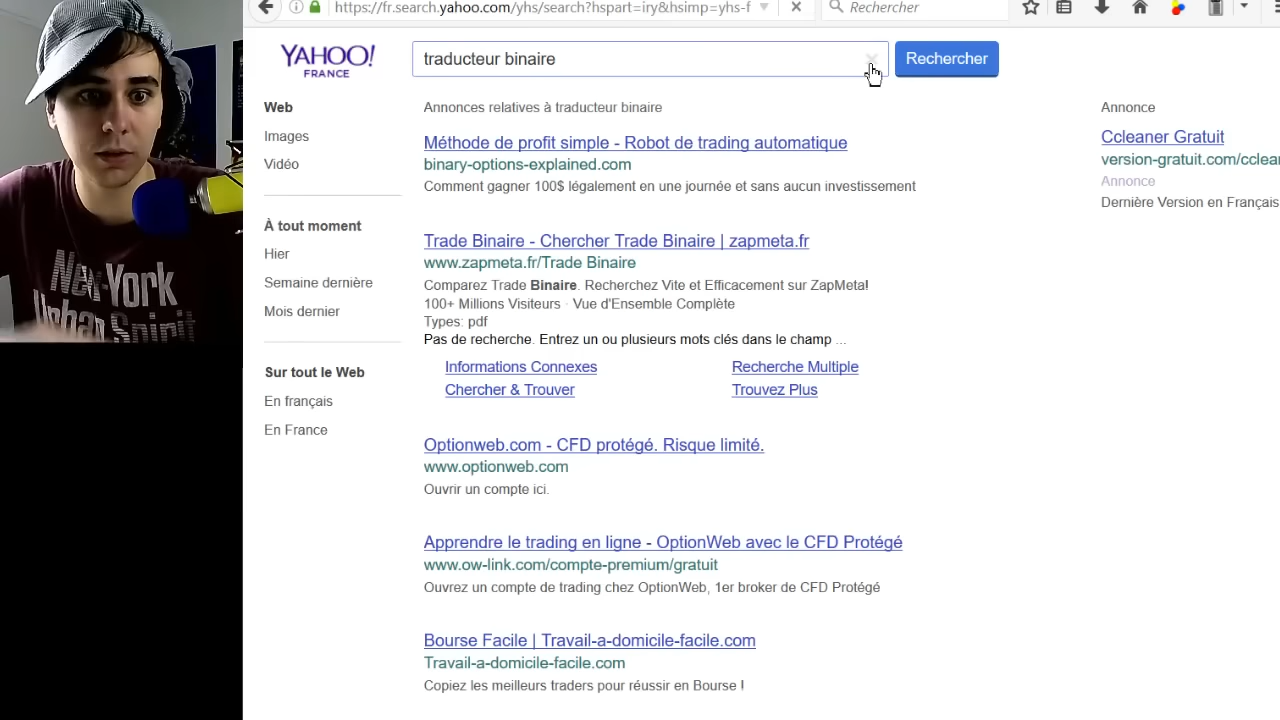 https://fr.search.yahoo.com/yhs/search?hspart=iry&hsimp=yhs-f
Rechercher
YAHOO!
FRANCE
traducteur binaire
Rechercher
Web
Images
Vidéo
À tout moment
Hier
Semaine dernière
Mois dernier
Sur tout le Web
En français
En France
Annonces relatives à traducteur binaire
Méthode de profit simple - Robot de trading automatique
binary-options-explained.com
Comment gagner 100$ légalement en une journée et sans aucun investissement
Trade Binaire - Chercher Trade Binaire | zapmeta.fr
www.zapmeta.fr/Trade Binaire
Comparez Trade Binaire. Recherchez Vite et Efficacement sur ZapMeta!
100+ Millions Visiteurs · Vue d'Ensemble Complète
Types: pdf
Pas de recherche. Entrez un ou plusieurs mots clés dans le champ ...
Informations Connexes
Recherche Multiple
Chercher & Trouver
Trouvez Plus
Optionweb.com - CFD protégé. Risque limité.
www.optionweb.com
Ouvrir un compte ici.
Apprendre le trading en ligne - OptionWeb avec le CFD Protégé
www.ow-link.com/compte-premium/gratuit
Ouvrez un compte de trading chez OptionWeb, 1er broker de CFD Protégé
Bourse Facile | Travail-a-domicile-facile.com
Travail-a-domicile-facile.com
Copiez les meilleurs traders pour réussir en Bourse !
Annonce
Ccleaner Gratuit
version-gratuit.com/cclea
Annonce
Dernière Version en Français
New-York
Urban Spirit